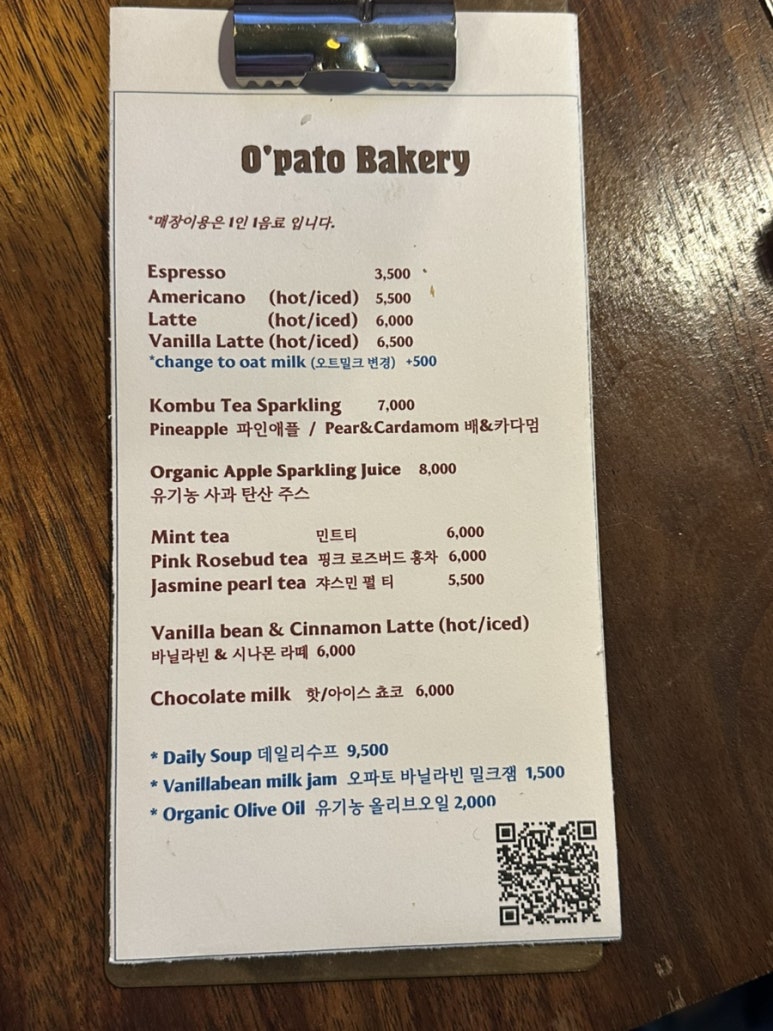 O'pato Bakery
*매장이용은 1인 1음료 입니다.
Espresso 3,500
Americano (hot/iced) 5,500
Latte (hot/iced) 6,000
Vanilla Latte (hot/iced) 6,500
*change to oat milk (오트밀크 변경) +500
Kombu Tea Sparkling 7,000
Pineapple 파인애플 / Pear&Cardamom 배&카다멈
Organic Apple Sparkling Juice 8,000
유기농 사과 탄산 주스
Mint tea 민트티 6,000
Pink Rosebud tea 핑크 로즈버드 홍차 6,000
Jasmine pearl tea 쟈스민 펄 티 5,500
Vanilla bean & Cinnamon Latte (hot/iced)
바닐라빈 & 시나몬 라떼 6,000
Chocolate milk 핫/아이스 쵸코 6,000
* Daily Soup 데일리수프 9,500
* Vanillabean milk jam 오파토 바닐라빈 밀크잼 1,500
* Organic Olive Oil 유기농 올리브오일 2,000